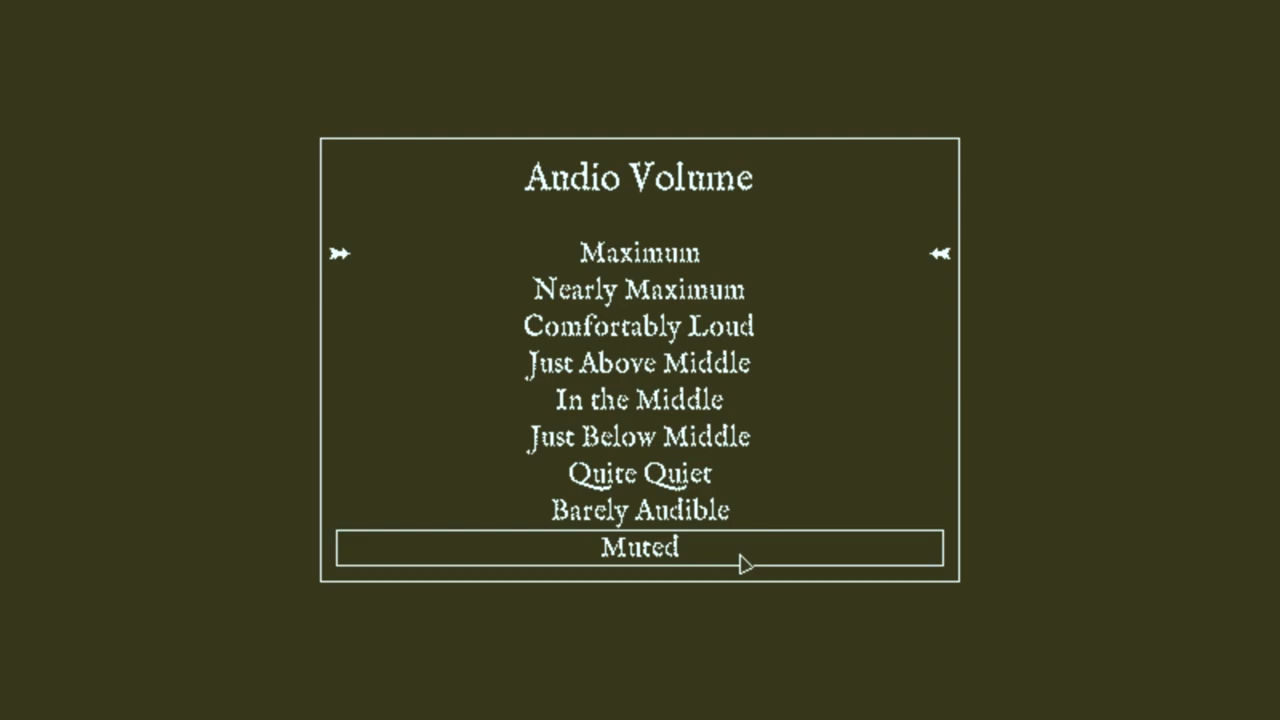 Audio Volume
Maximum
Nearly Maximum
Comfortably Loud
Just Above Middle
In the Middle
Just Below Middle
Quite Quiet
Barely Audible
Muted